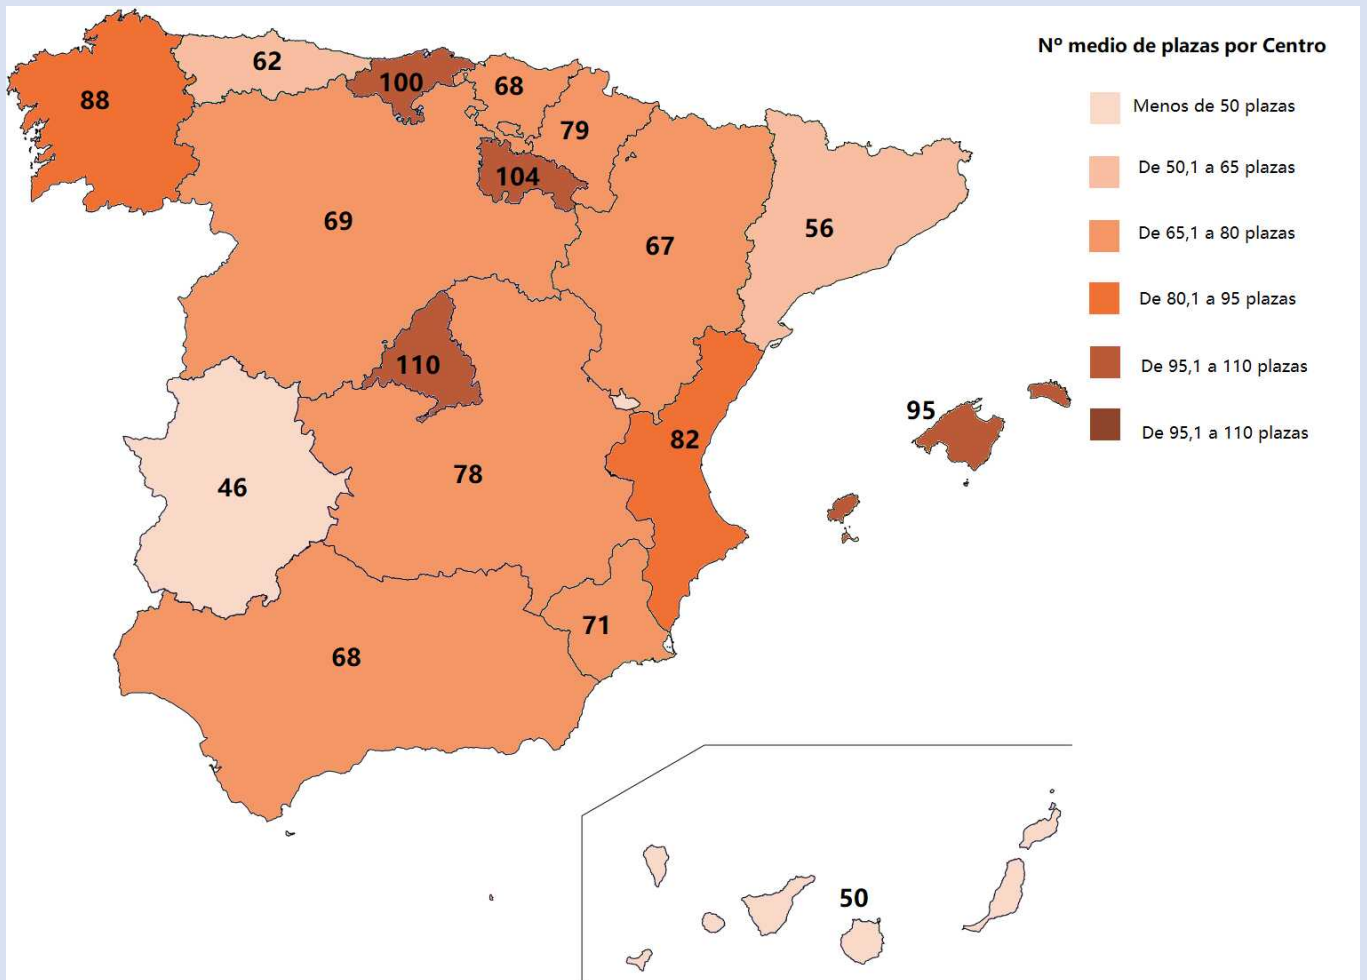 Nº medio de plazas por Centro
Menos de 50 plazas
De 50,1 a 65 plazas
De 65,1 a 80 plazas
De 80,1 a 95 plazas
De 95,1 a 110 plazas
De 95,1 a 110 plazas
62
100
68
88
79
104
69
67
56
110
95
82
78
46
71
68
50